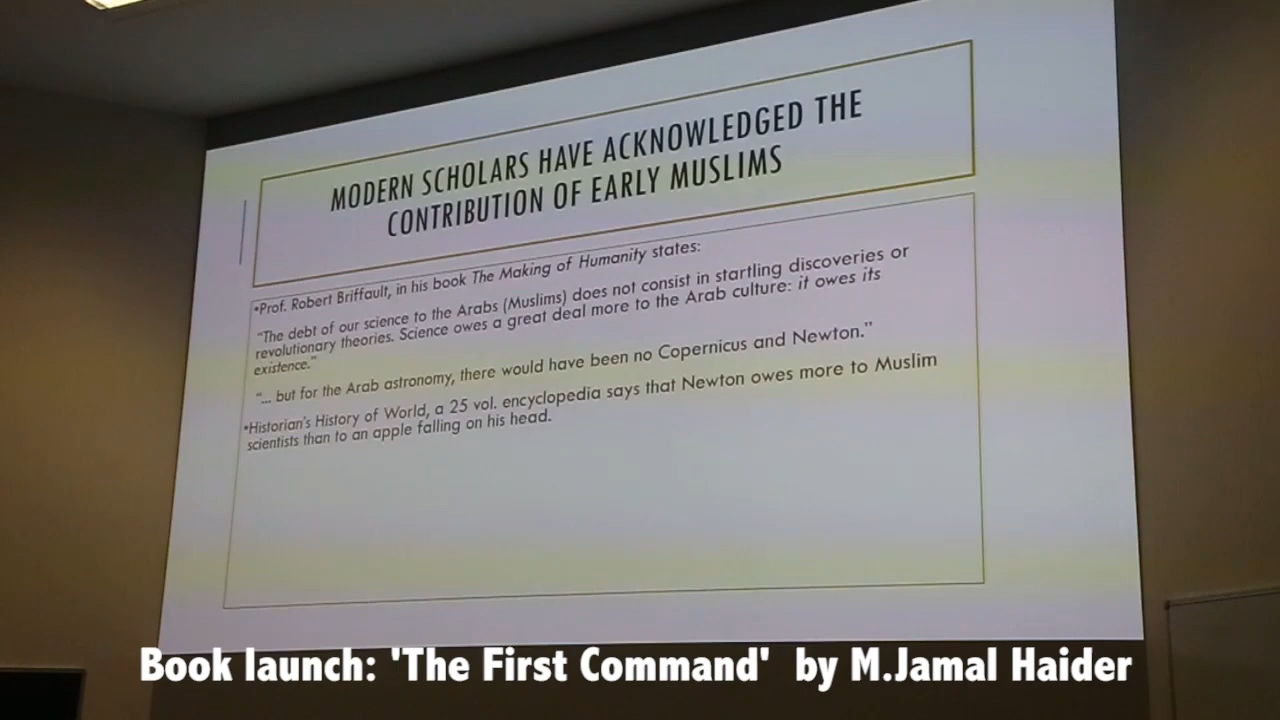 MODERN SCHOLARS HAVE ACKNOWLEDGED THE
CONTRIBUTION OF EARLY MUSLIMS
•Prof. Robert Briffault, in his book The Making of Humanity states:
"The debt of our science to the Arabs (Muslims) does not consist in startling discoveries or
revolutionary theories. Science owes a great deal more to the Arab culture: it owes its
existence."
"... but for the Arab astronomy, there would have been no Copernicus and Newton."
•Historian's History of World, a 25 vol. encyclopedia says that Newton owes more to Muslim
scientists than to an apple falling on his head.
Book launch: 'The First Command' by M.Jamal Haider